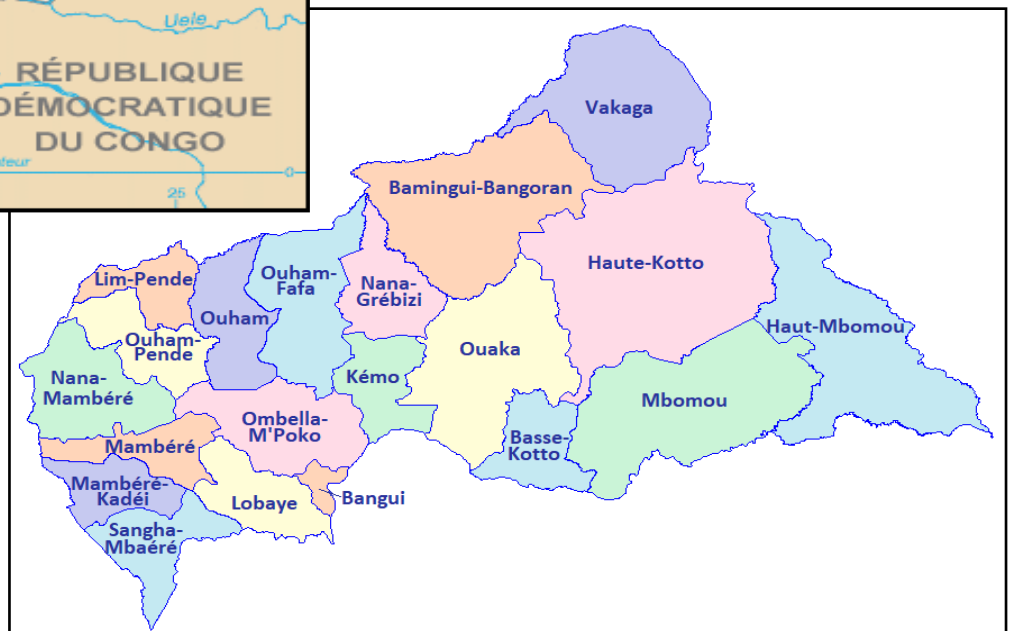 Uele
RÉPUBLIQUE
DÉMOCRATIQUE
DU CONGO
teur
0
25
Vakaga
Bamingui-Bangoran
Haute-Kotto
Lim-Pende
Ouham-
Fafa
Nana-
Grébizi
Ouham
Haut-Mbomou
Ouham-
Pende
Ouaka
Nana-
Mambéré
Kémo
Mbomou
Ombella-
M'Poko
Basse-
Kotto
Mambéré
Mambéré-
Kadéi
Lobaye
Bangui
Sangha-
Mbaéré